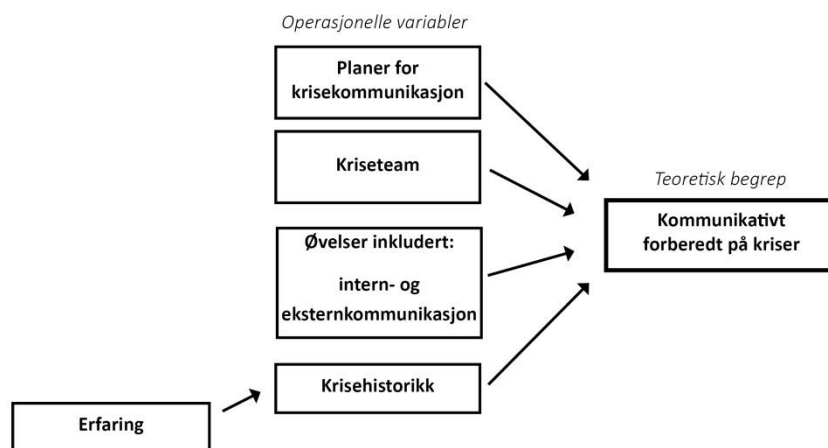 Operasjonelle variabler
Planer for
krisekommunikasjon
Kriseteam
Teoretisk begrep
Kommunikativt
forberedt på kriser
Øvelser inkludert:
intern- og
eksternkommunikasjon
Krisehistorikk
Erfaring